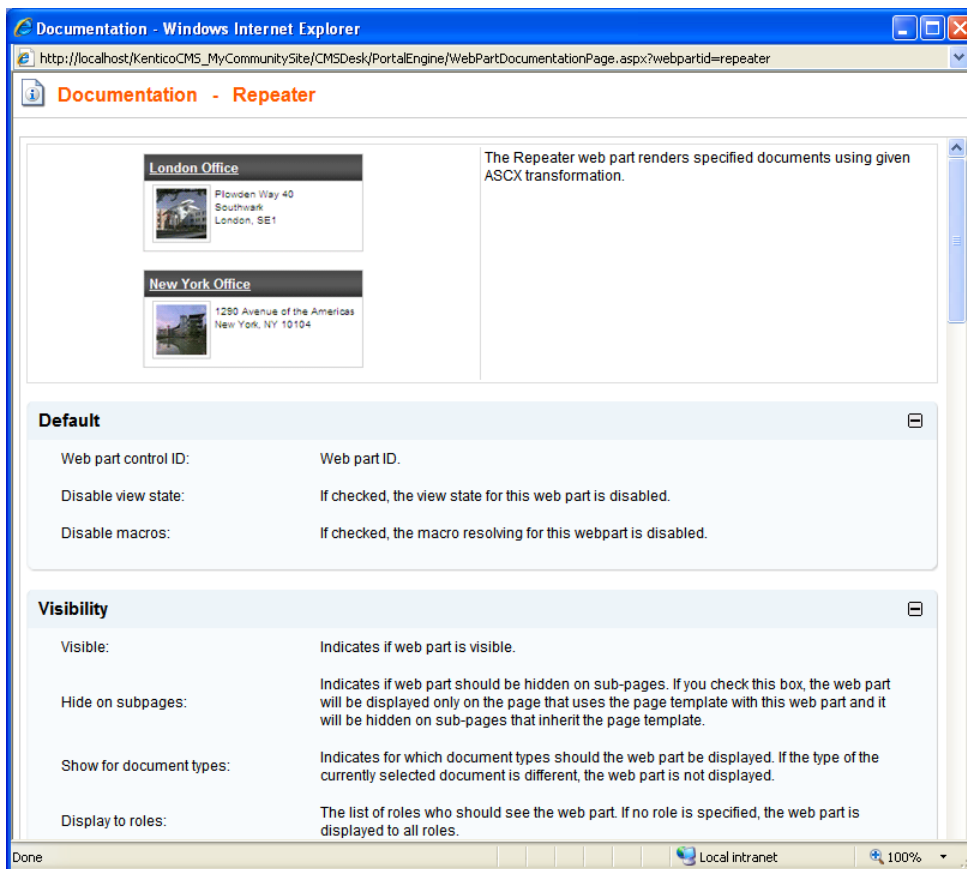 Documentation - Windows Internet Explorer
http://localhost/KenticoCMS_MyCommunitySite/CMSDesk/PortalEngine/WebPartDocumentationPage.aspx?webpartid=repeater
Documentation - Repeater
London Office
Plowden Way 40
Southwark
London, SE1
New York Office
1290 Avenue of the Americas
New York, NY 10104
The Repeater web part renders specified documents using given
ASCX transformation.
Default
Web part control ID: Web part ID.
Disable view state: If checked, the view state for this web part is disabled.
Disable macros: If checked, the macro resolving for this webpart is disabled.
Visibility
Visible: Indicates if web part is visible.
Hide on subpages: Indicates if web part should be hidden on sub-pages. If you check this box, the web part
will be displayed only on the page that uses the page template with this web part and it
will be hidden on sub-pages that inherit the page template.
Show for document types: Indicates for which document types should the web part be displayed. If the type of the
currently selected document is different, the web part is not displayed.
Display to roles: The list of roles who should see the web part. If no role is specified, the web part is
displayed to all roles.
Done Local intranet 100%